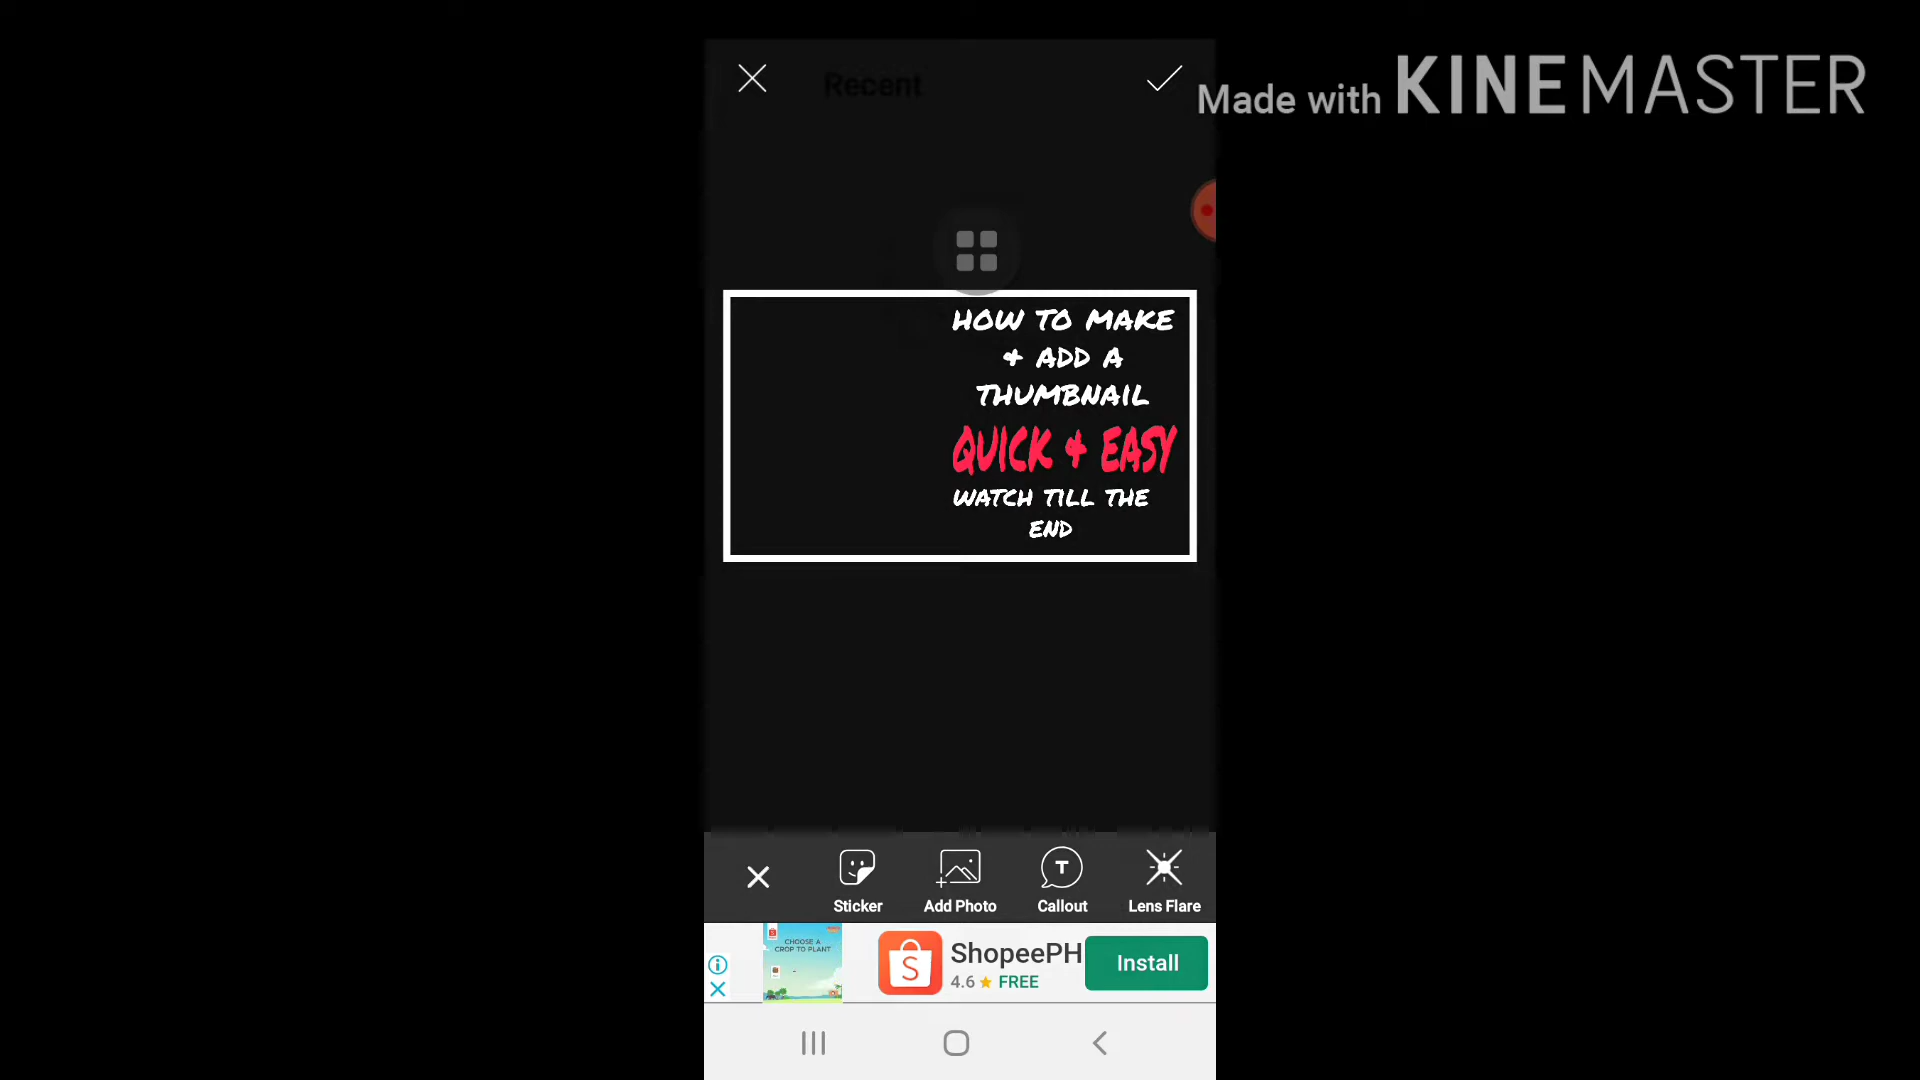 Recent
Made with KINEMASTER
HOW TO MAKE
& ADD A
THUMBNAIL
QUICK & EASY
WATCH TILL THE
END
T
Sticker
Add Photo
Callout
Lens Flare
CHOOSE A
CROP TO PLANT
S
ShopeePH
4.6 ★ FREE
Install